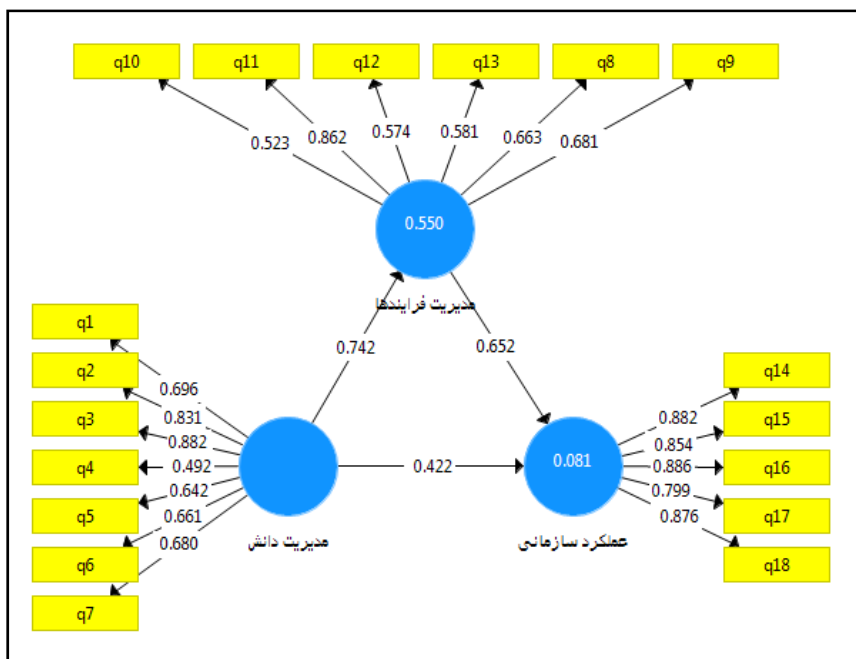 q10 q11 q12 q13 q8 q9
0.523 0.862 0.574 0.581 0.663 0.681
0.550
مدیریت فرایندها
0.742 0.652
q1
q2
q3
q4
q5
q6
q7
0.696
0.831
0.882
0.492
0.642
0.661
0.680
مدیریت دانش
0.422
0.081
عملکرد سازمانی
0.882
0.854
0.886
0.799
0.876
q14
q15
q16
q17
q18